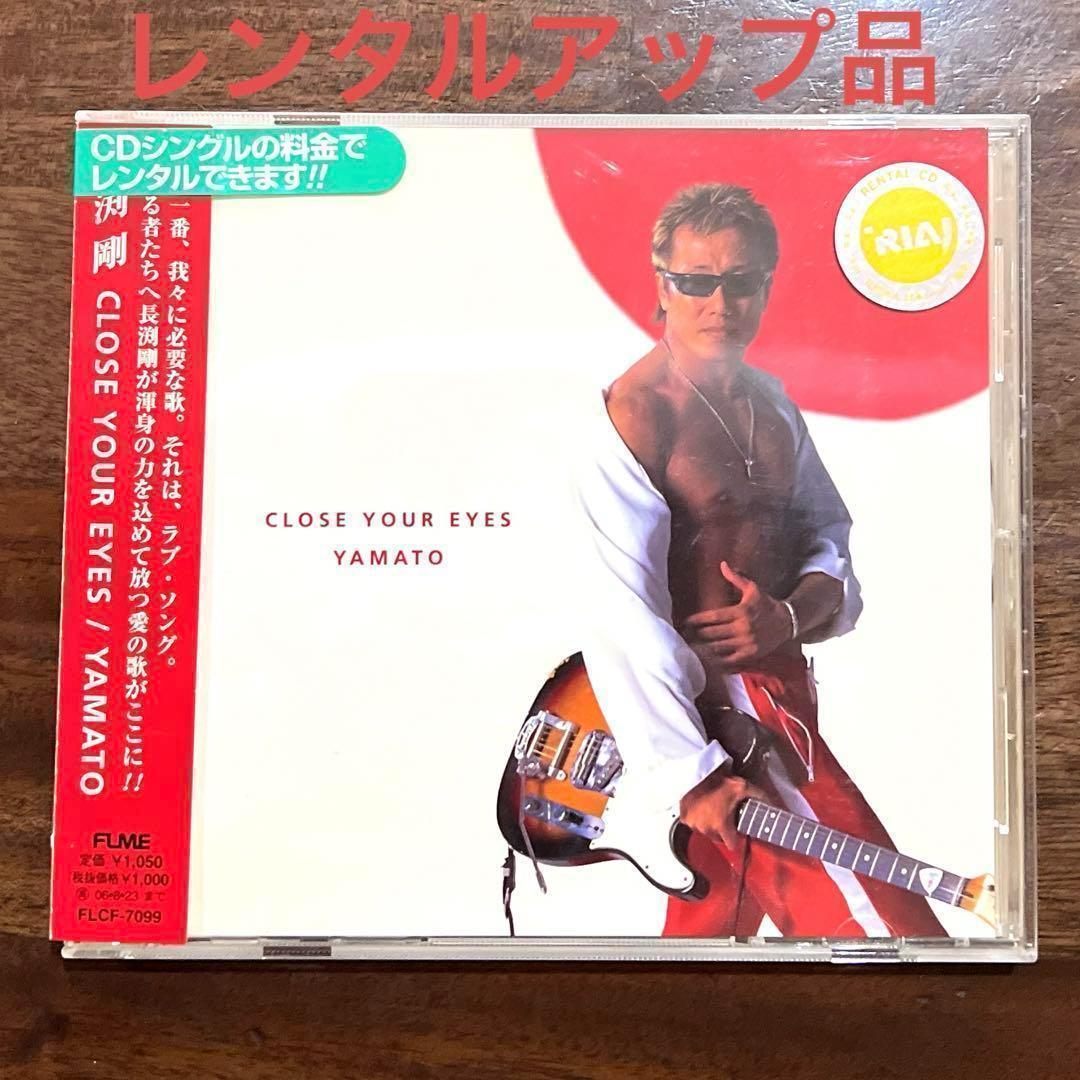 レンタルアップ品
CDシングルの料金で
レンタルできます!!
一番、我々に必要な歌。それは、ラブ・ソング。
る者たちへ長渕剛が渾身の力を込めて放つ愛の歌がここに!!
渕 剛 CLOSE YOUR EYES / YAMATO
FLME
定価 ¥1,050
(税抜価格¥1,000)
06・8・23 まで
FLCF-7099
CLOSE YOUR EYES
YAMATO
RENTAL CD
RIAJ